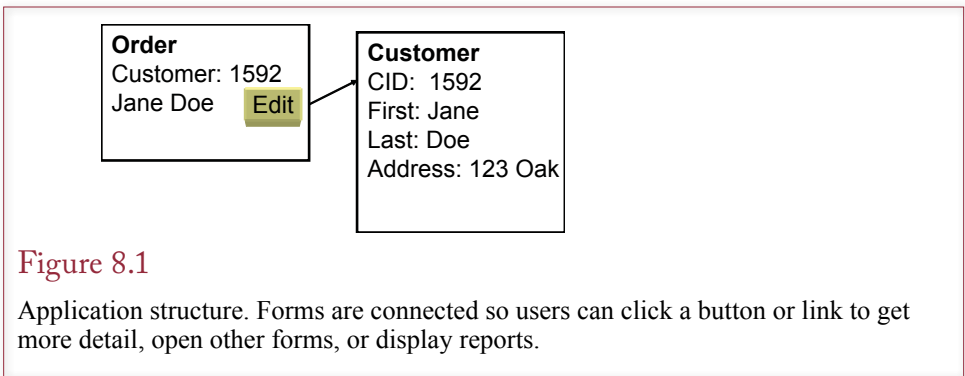 Order
Customer: 1592
Jane Doe
Edit
Customer
CID: 1592
First: Jane
Last: Doe
Address: 123 Oak
Figure 8.1
Application structure. Forms are connected so users can click a button or link to get
more detail, open other forms, or display reports.